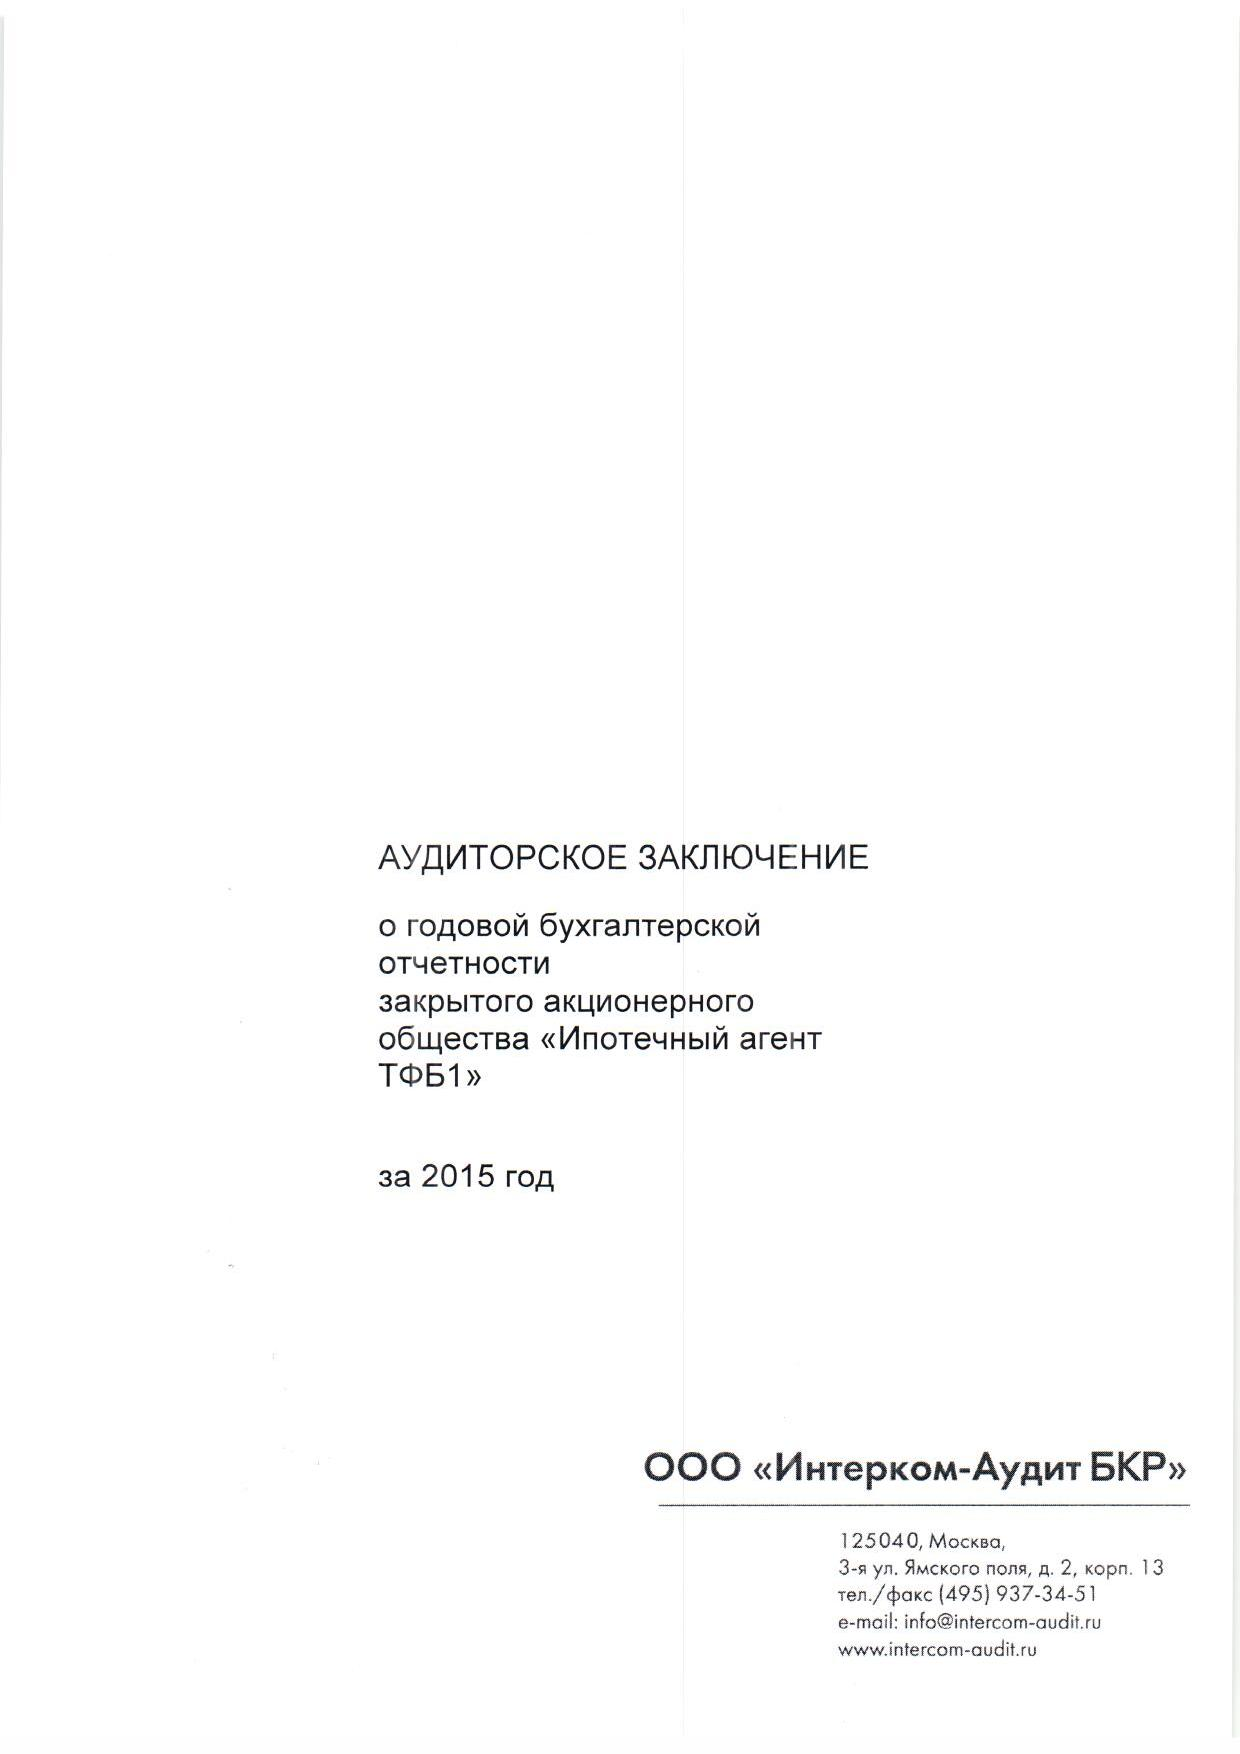 АУДИТОРСКОЕ ЗАКЛЮЧЕНИЕ
о годовой бухгалтерской
отчетности
закрытого акционерного
общества «Ипотечный агент
ТФБ1»
за 2015 год
ООО «Интерком-Аудит БКР»
125040, Москва,
3-я ул. Ямского поля, д. 2, корп. 13
тел./факс (495) 937-34-51
e-mail: info@intercom-audit.ru
www.intercom-audit.ru